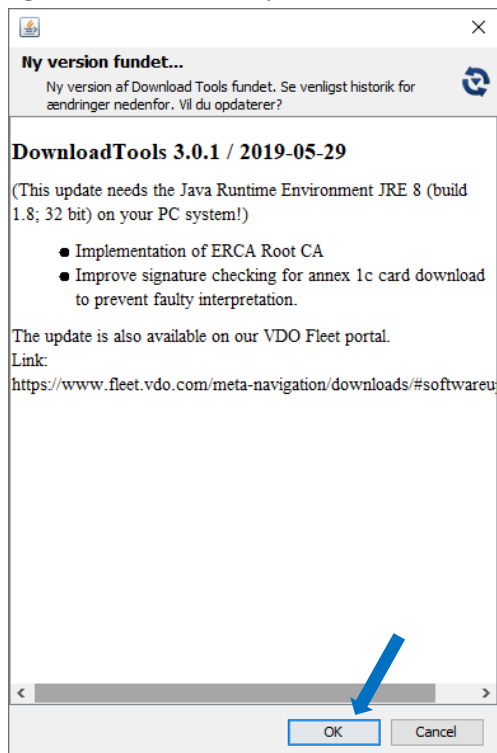 Ny version fundet...
Ny version af Download Tools fundet. Se venligst historik for
ændringer nedenfor. Vil du opdaterer?
DownloadTools 3.0.1 / 2019-05-29
(This update needs the Java Runtime Environment JRE 8 (build
1.8; 32 bit) on your PC system!)
Implementation of ERCA Root CA
Improve signature checking for annex 1c card download
to prevent faulty interpretation.
The update is also available on our VDO Fleet portal.
Link:
https://www.fleet.vdo.com/meta-navigation/downloads/#softwareu
OK
Cancel